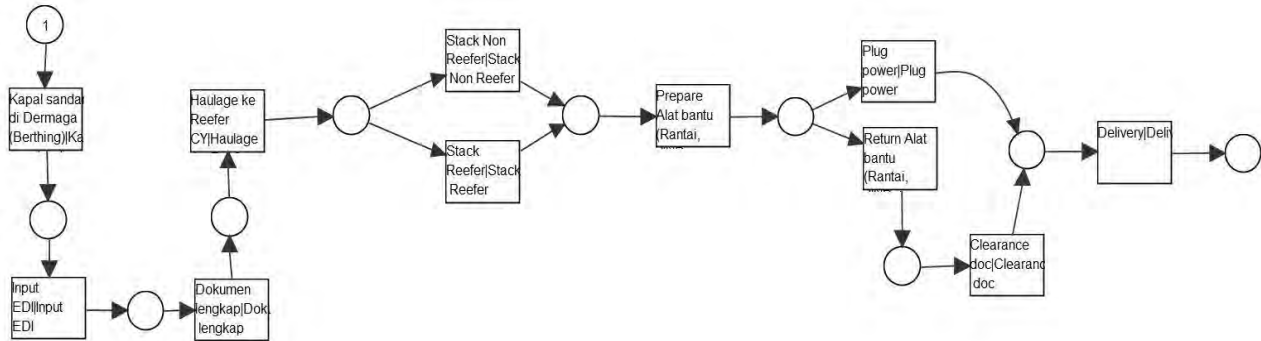 1
Kapal sandar
di Dermaga
(Berthing)|Ka
Input
EDI|Input
EDI
Dokumen
lengkap|Dok.
lengkap
Haulage ke
Reefer
CY|Haulage
Stack Non
Reefer|Stack
Non Reefer
Stack
Reefer|Stack
Reefer
Prepare
Alat bantu
(Rantai,
Plug
power|Plug
power
Return Alat
bantu
(Rantai,
Clearance
doc|Clearanc
doc
Delivery|Deliv